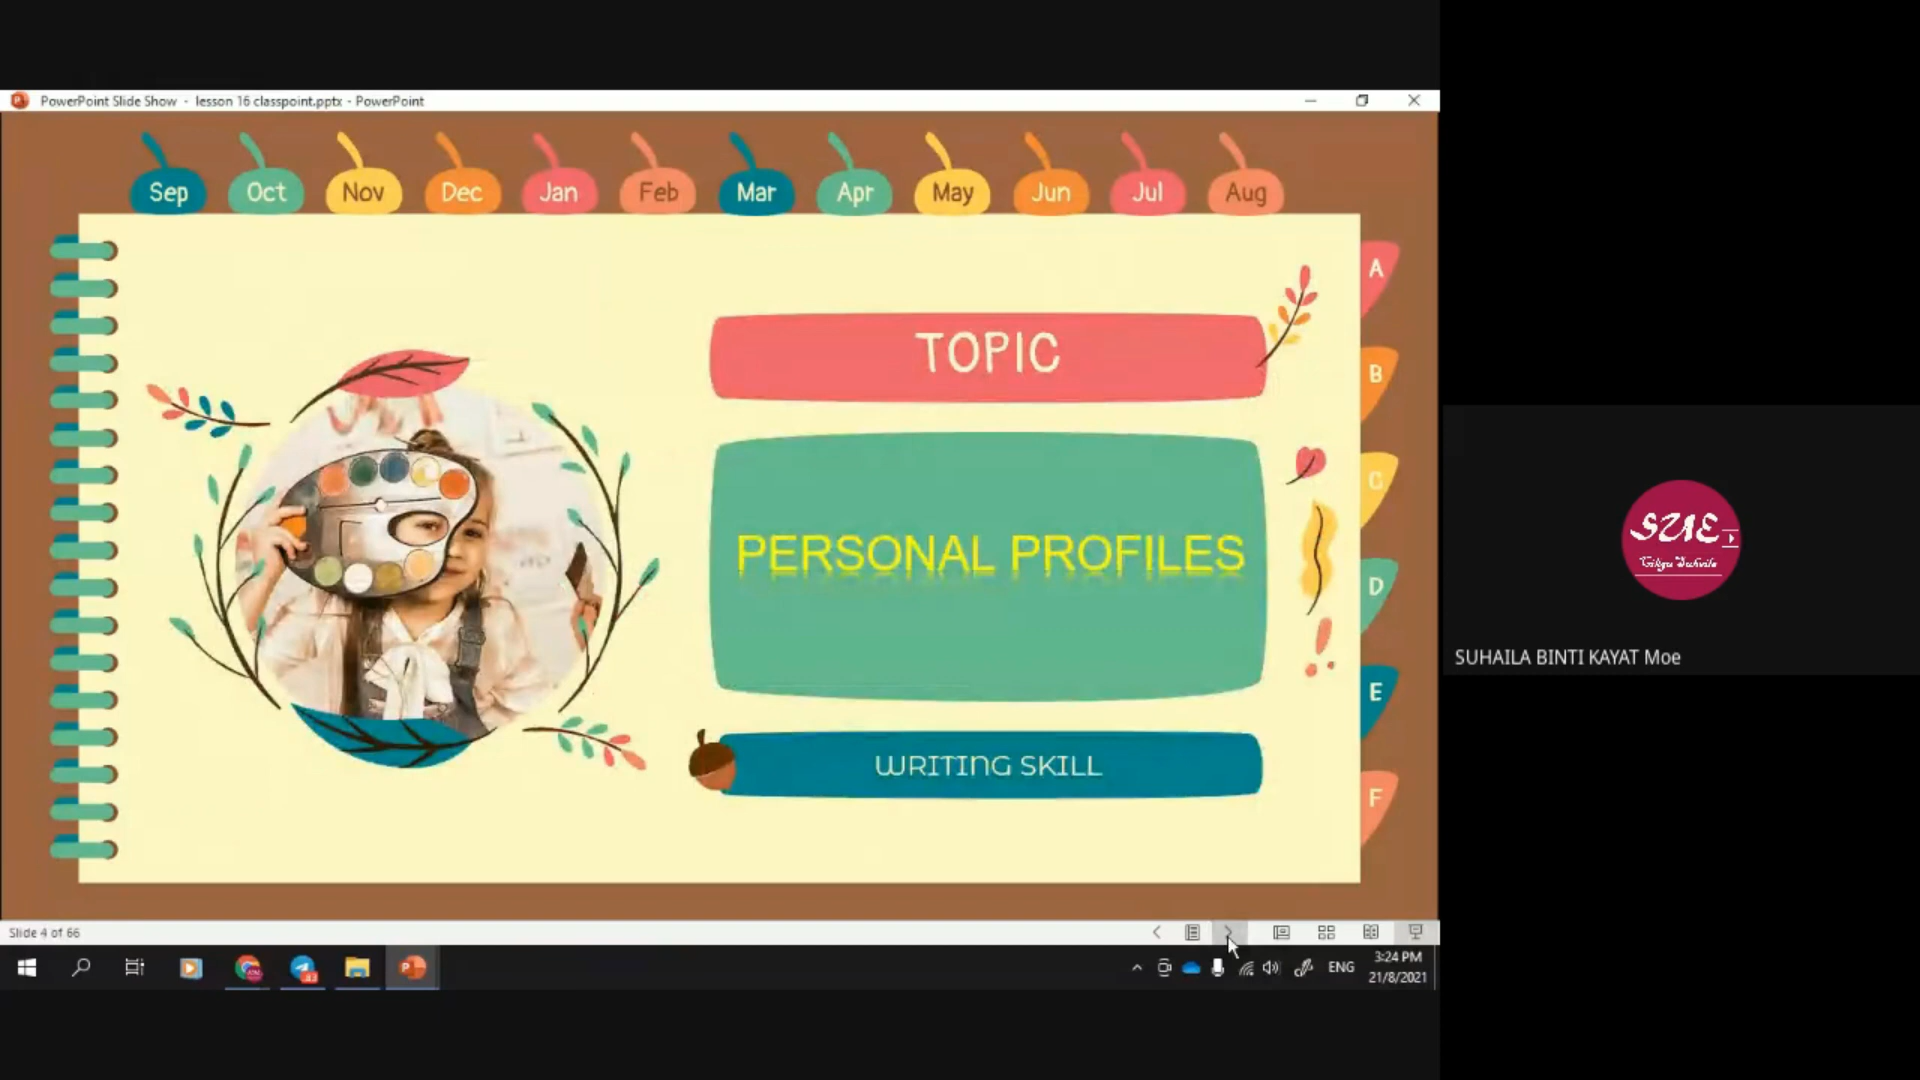 PowerPoint Slide Show - lesson 16 classpoint.pptx - PowerPoint
Sep Oct Nov Dec Jan Feb Mar Apr May Jun Jul Aug
A
TOPIC
B
C
PERSONAL PROFILES
D
SUHAILA BINTI KAYAT Moe
E
WRITING SKILL
F
SZIE
Slide 4 of 66
ENG
3:24 PM
21/8/2021